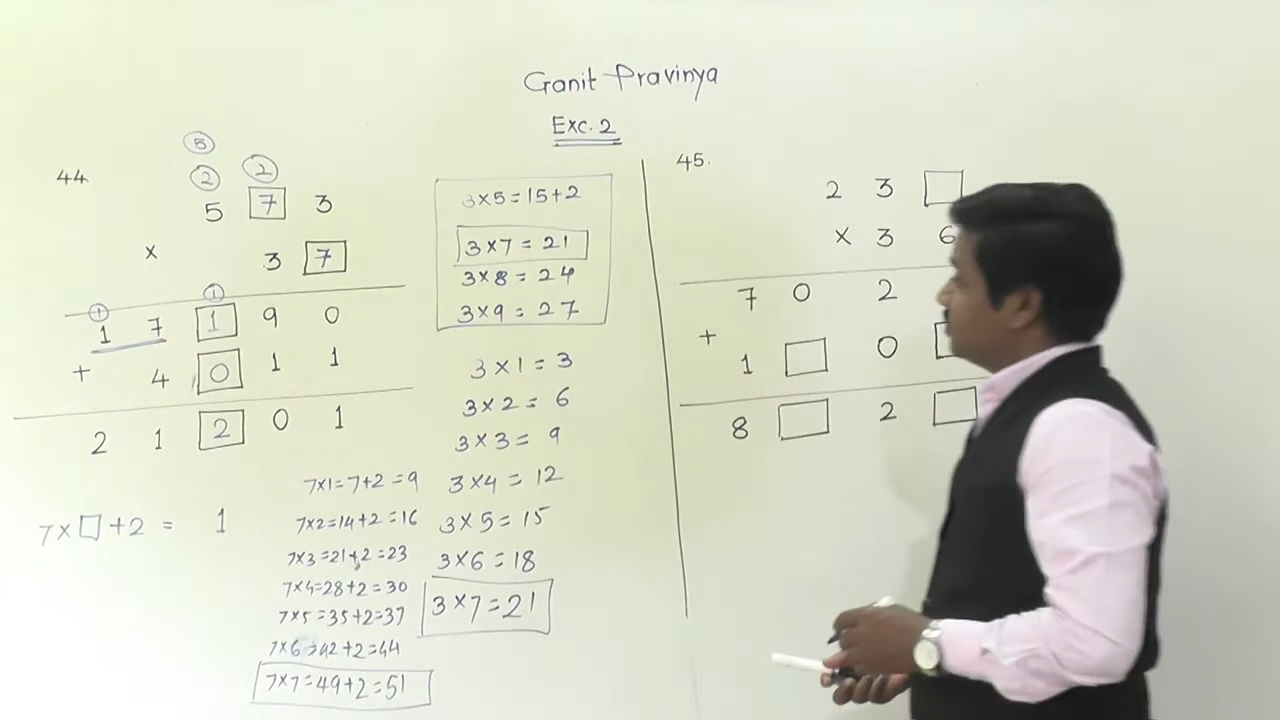 Ganit Pravinya
Exc. 2
44.
5
2 2
5 7 3
× 3 7
+ 1
1 7 1 9 0
+ 4 0 1 1
2 1 2 0 1
7×□+2 = 1
7×1=7+2=9
7×2=14+2=16
7×3=21+2=23
7×4=28+2=30
7×5=35+2=37
7×6=42+2=44
7×7=49+2=51
3×5=15+2
3×7=21
3×8=24
3×9=27
3×1=3
3×2=6
3×3=9
3×4=12
3×5=15
3×6=18
3×7=21
45.
2 3 □
× 3 6
7 0 2
+ 1 □ 0 □
8 □ 2 □